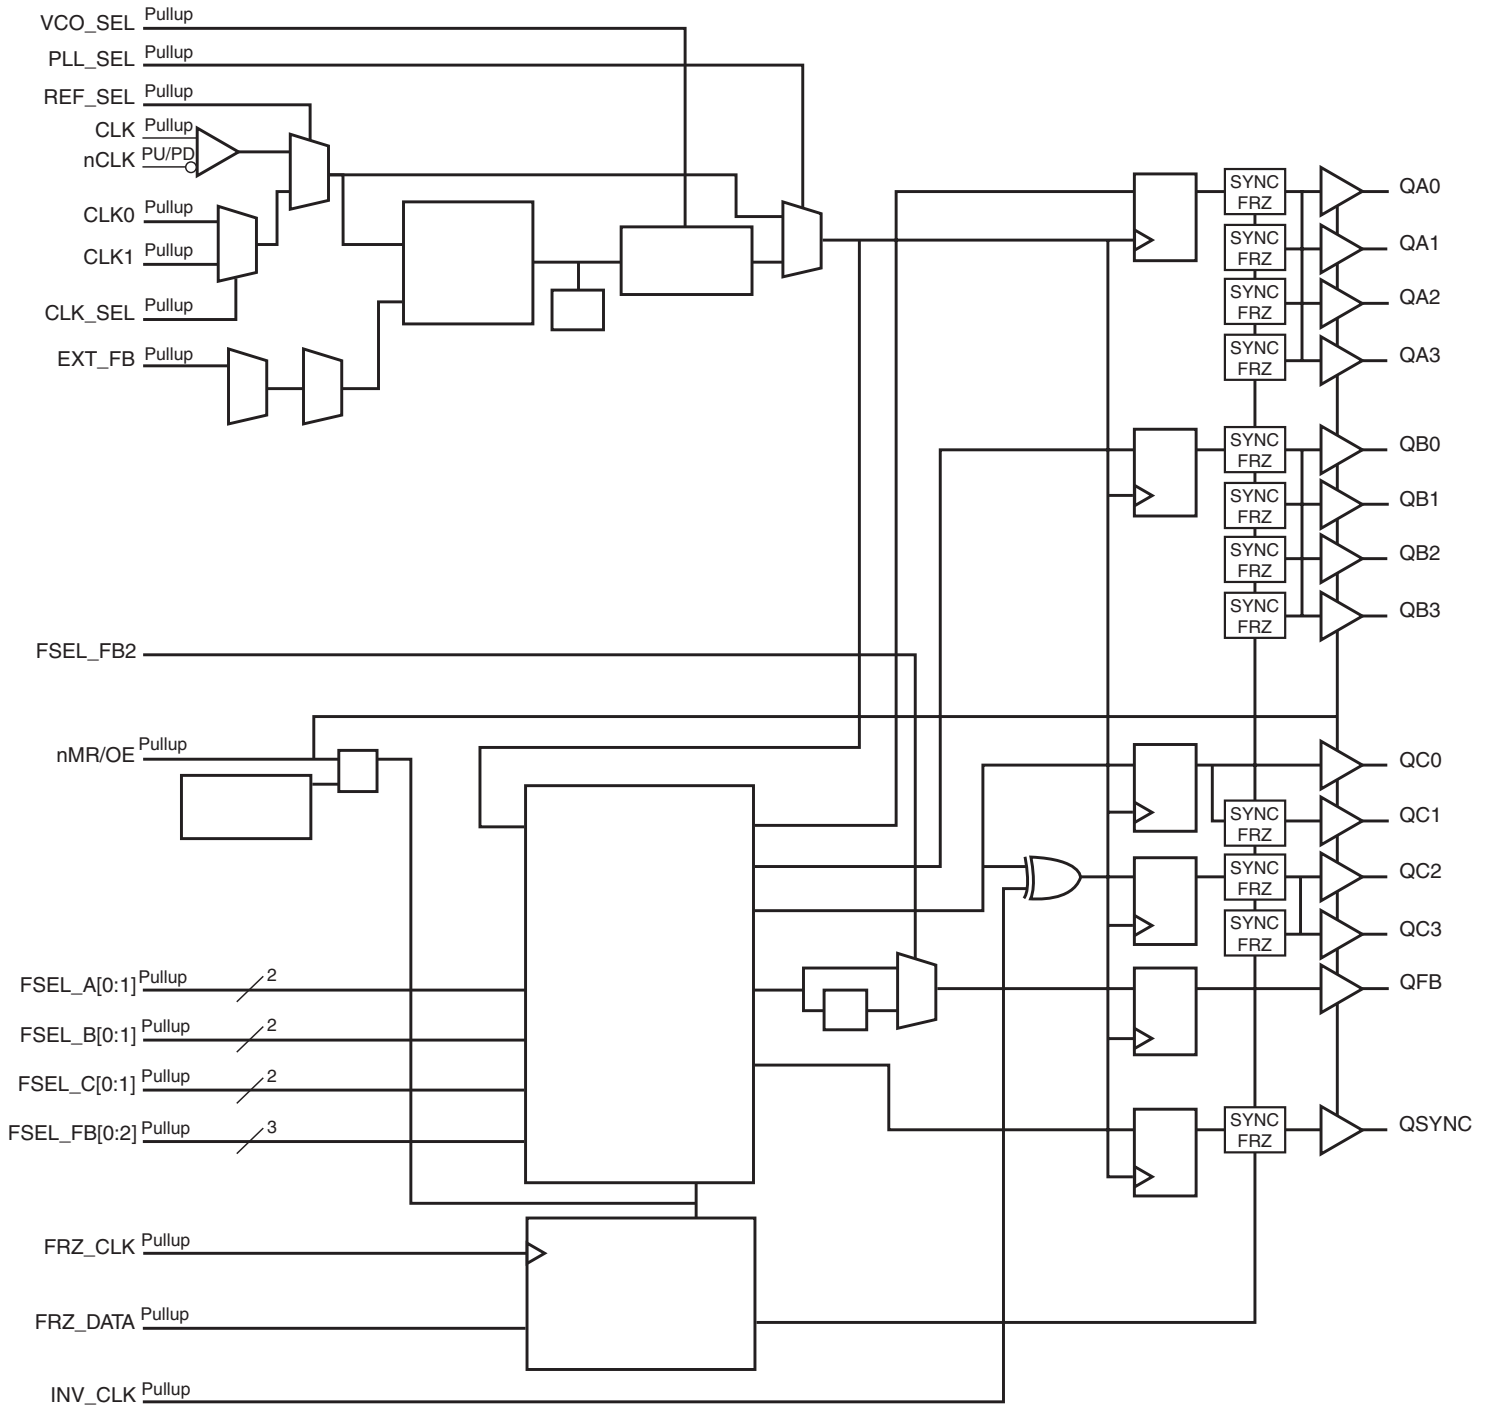 VCO_SEL Pullup
PLL_SEL Pullup
REF_SEL Pullup
CLK Pullup
nCLK PU/PD
CLK0 Pullup
CLK1 Pullup
CLK_SEL Pullup
EXT_FB Pullup
SYNC
FRZ
QA0
SYNC
FRZ
QA1
SYNC
FRZ
QA2
SYNC
FRZ
QA3
SYNC
FRZ
QB0
SYNC
FRZ
QB1
SYNC
FRZ
QB2
SYNC
FRZ
QB3
FSEL_FB2
nMR/OE Pullup
QC0
SYNC
FRZ
QC1
SYNC
FRZ
QC2
SYNC
FRZ
QC3
FSEL_A[0:1] Pullup 2
QFB
FSEL_B[0:1] Pullup 2
FSEL_C[0:1] Pullup 2
FSEL_FB[0:2] Pullup 3
SYNC
FRZ
QSYNC
FRZ_CLK Pullup
FRZ_DATA Pullup
INV_CLK Pullup